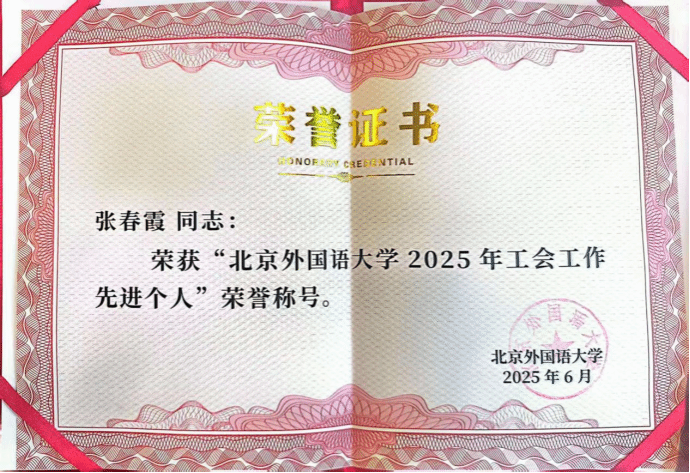 荣誉证书
HONORARY CREDENTIAL
张春霞 同志：
荣获“北京外国语大学 2025 年工会工作
先进个人”荣誉称号。
北京外国语大学
2025 年 6 月